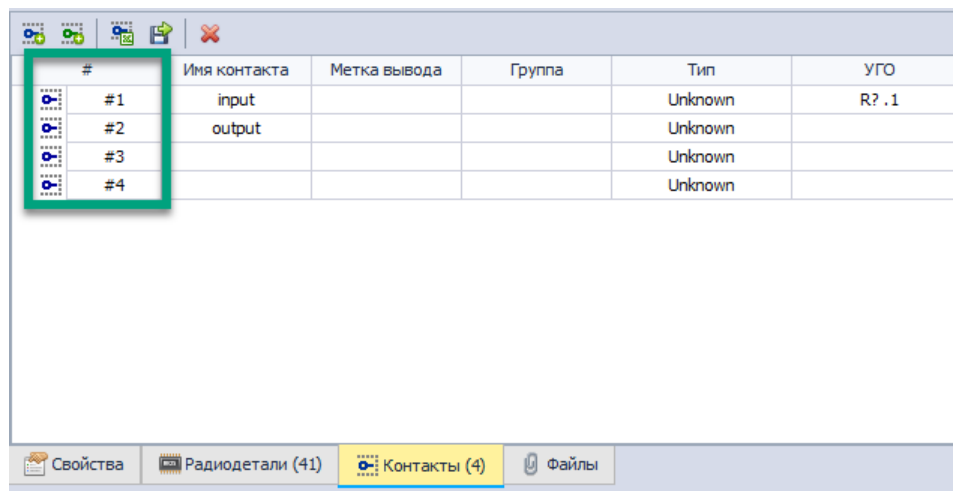 # Имя контакта Метка вывода Группа Тип УГО
#1 input Unknown R?.1
#2 output Unknown
#3 Unknown
#4 Unknown
Свойства Радиодетали (41) Контакты (4) Файлы